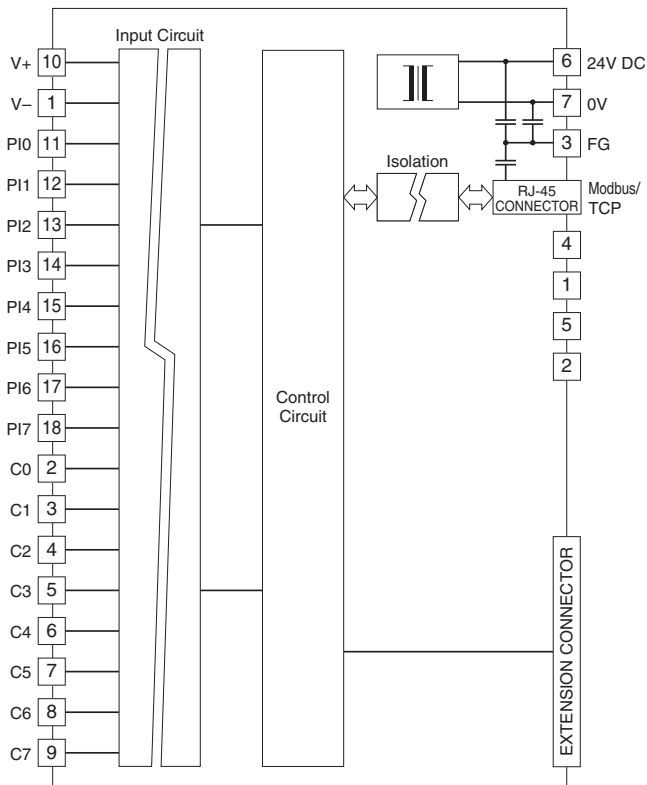 Input Circuit
V+ 10
V– 1
PI0 11
PI1 12
PI2 13
PI3 14
PI4 15
PI5 16
PI6 17
PI7 18
C0 2
C1 3
C2 4
C3 5
C4 6
C5 7
C6 8
C7 9
Control
Circuit
Isolation
6 24V DC
7 0V
3 FG
RJ-45
CONNECTOR
Modbus/
TCP
4
1
5
2
EXTENSION CONNECTOR